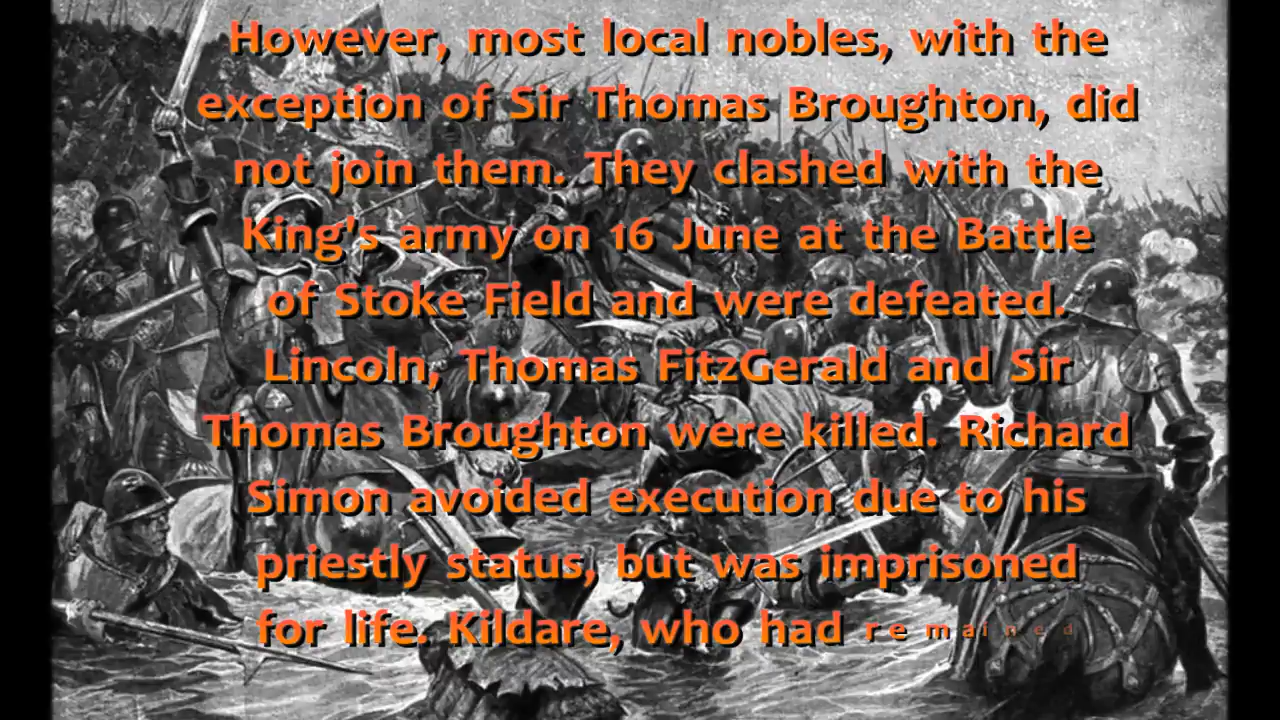 However, most local nobles, with the
exception of Sir Thomas Broughton, did
not join them. They clashed with the
King's army on 16 June at the Battle
of Stoke Field and were defeated.
Lincoln, Thomas FitzGerald and Sir
Thomas Broughton were killed. Richard
Simon avoided execution due to his
priestly status, but was imprisoned
for life. Kildare, who had remained